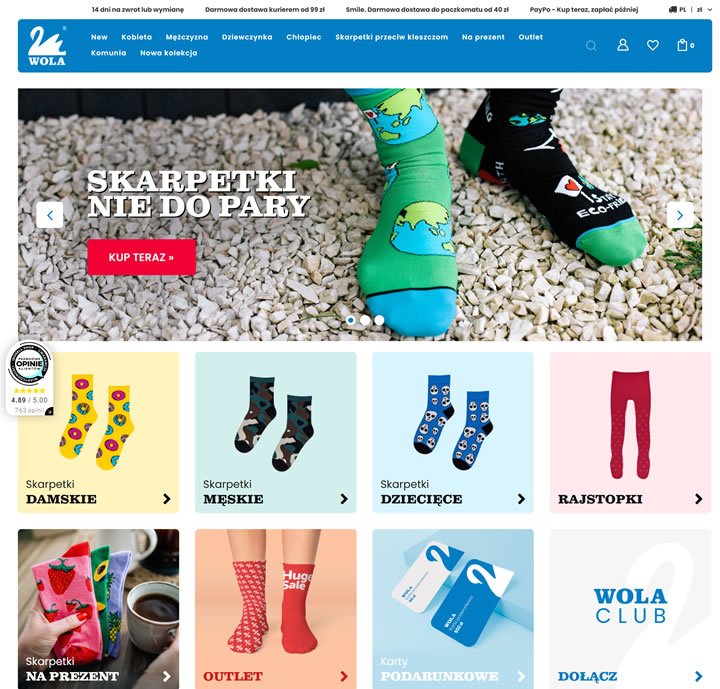 14 dni na zwrot lub wymianę
Darmowa dostawa kurierem od 99 zł
Smile. Darmowa dostawa do paczkomatu od 40 zł
PayPo - Kup teraz, zapłać później
PL | zł
WOLA
New Kobieta Mężczyzna Dziewczynka Chłopiec Skarpetki przeciw kleszczom Na prezent Outlet
Komunia Nowa kolekcja
0
SKARPETKI
NIE DO PARY
KUP TERAZ »
ECO-FRI
OPINIE
4.89 / 5.00
763 opinii
Skarpetki
DAMSKIE
Skarpetki
MĘSKIE
Skarpetki
DZIECIĘCE
RAJSTOPKI
Skarpetki
NA PREZENT
Huge
Sale
OUTLET
Karty
PODARUNKOWE
WOLA
CLUB
DOŁĄCZ